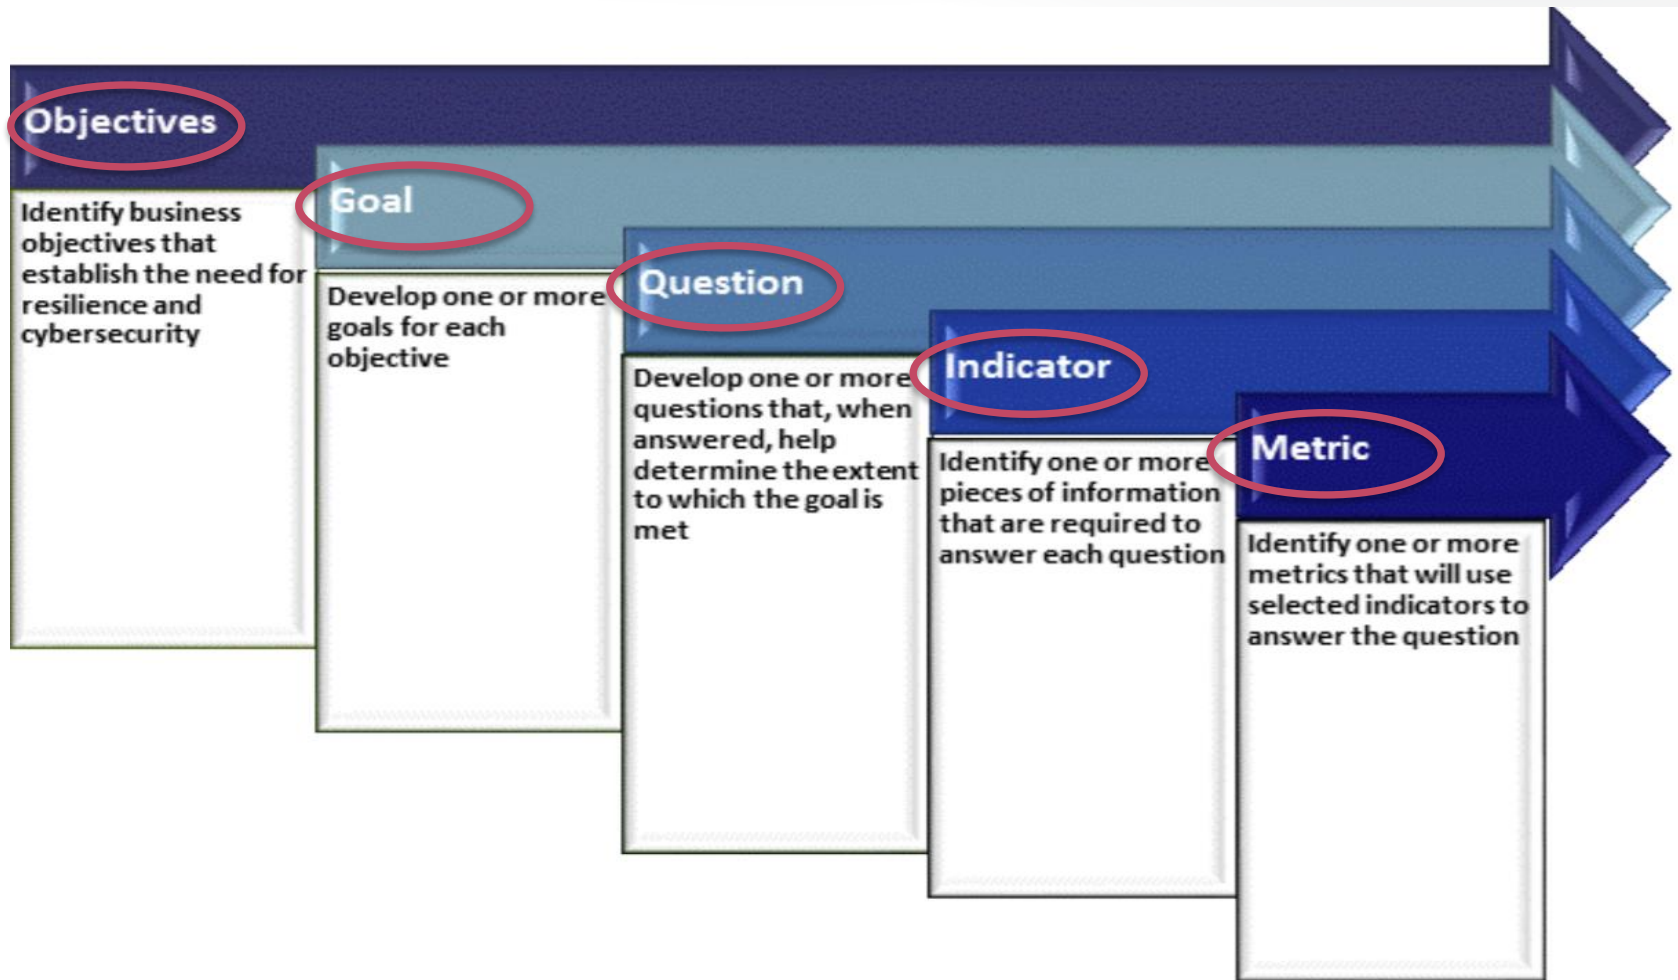 Objectives
Identify business
objectives that
establish the need for
resilience and
cybersecurity
Goal
Develop one or more
goals for each
objective
Question
Develop one or more
questions that, when
answered, help
determine the extent
to which the goal is
met
Indicator
Identify one or more
pieces of information
that are required to
answer each question
Metric
Identify one or more
metrics that will use
selected indicators to
answer the question